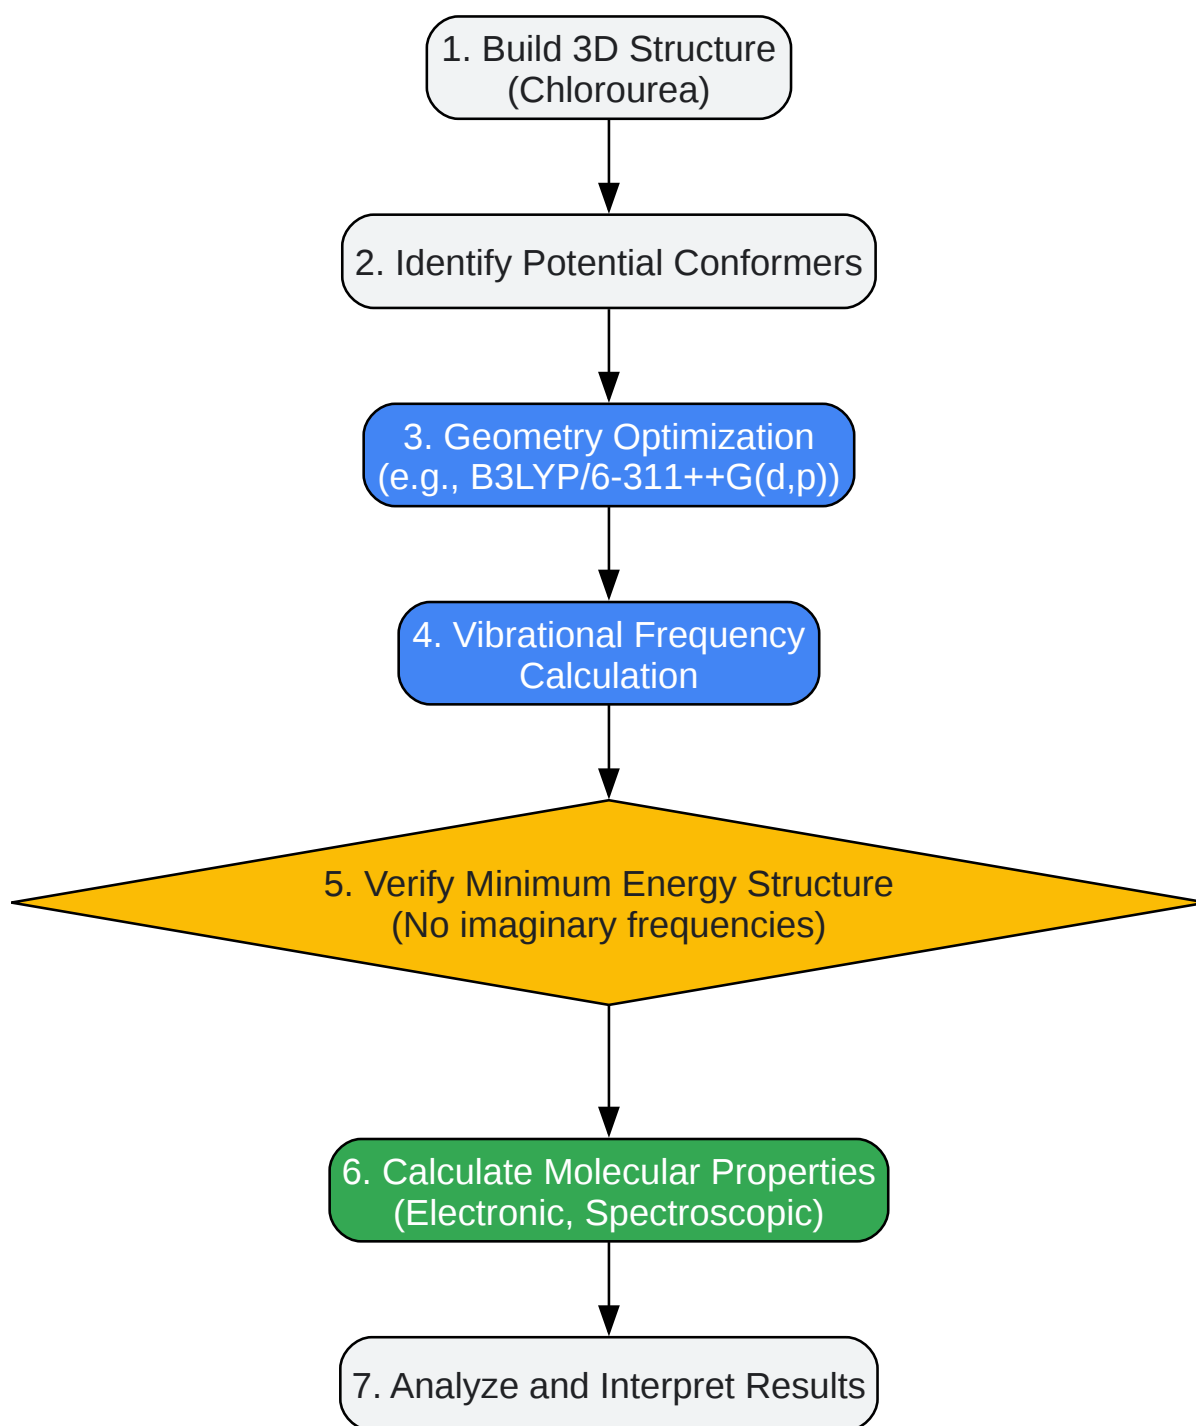 1. Build 3D Structure
(Chlorourea)
2. Identify Potential Conformers
3. Geometry Optimization
(e.g., B3LYP/6-311++G(d,p))
4. Vibrational Frequency
Calculation
5. Verify Minimum Energy Structure
(No imaginary frequencies)
6. Calculate Molecular Properties
(Electronic, Spectroscopic)
7. Analyze and Interpret Results